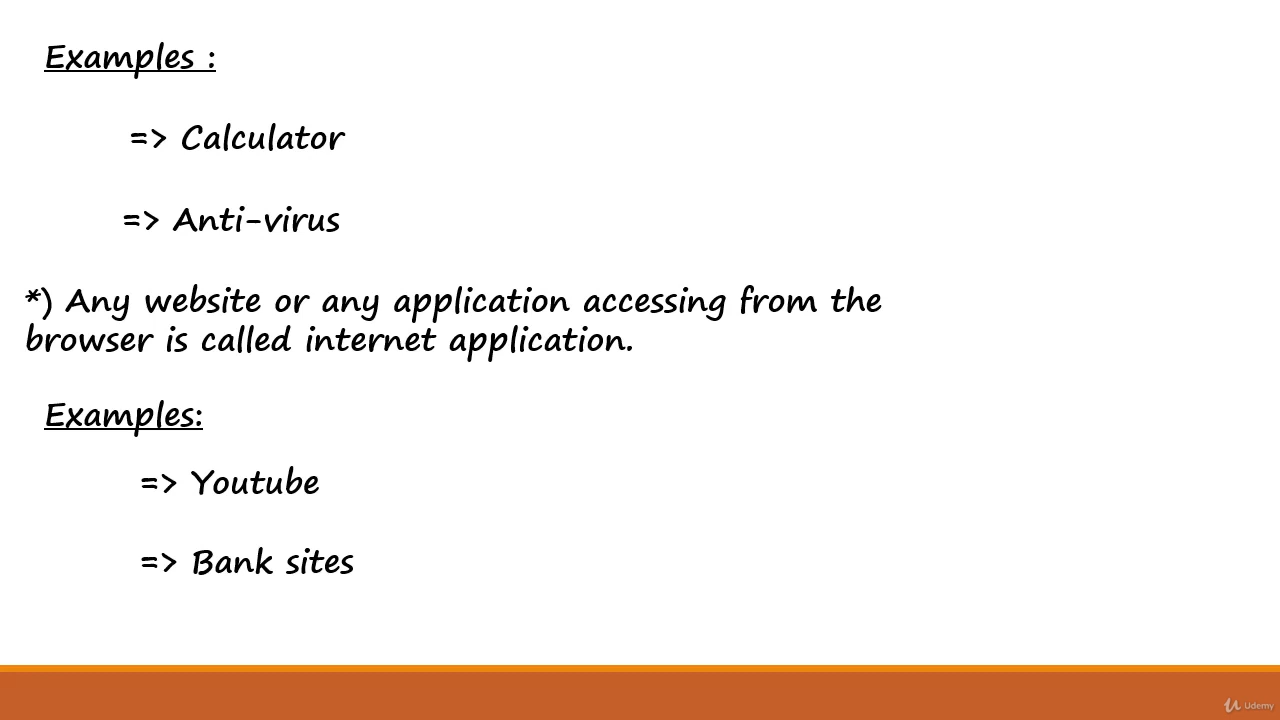 Examples :
=> Calculator
=> Anti-virus
*) Any website or any application accessing from the
browser is called internet application.
Examples:
=> Youtube
=> Bank sites
Udemy